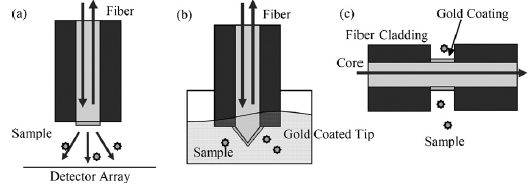 (a)
Fiber
Sample
Detector Array
(b)
Fiber
Sample
Gold Coated Tip
(c)
Gold Coating
Fiber Cladding
Core
Sample